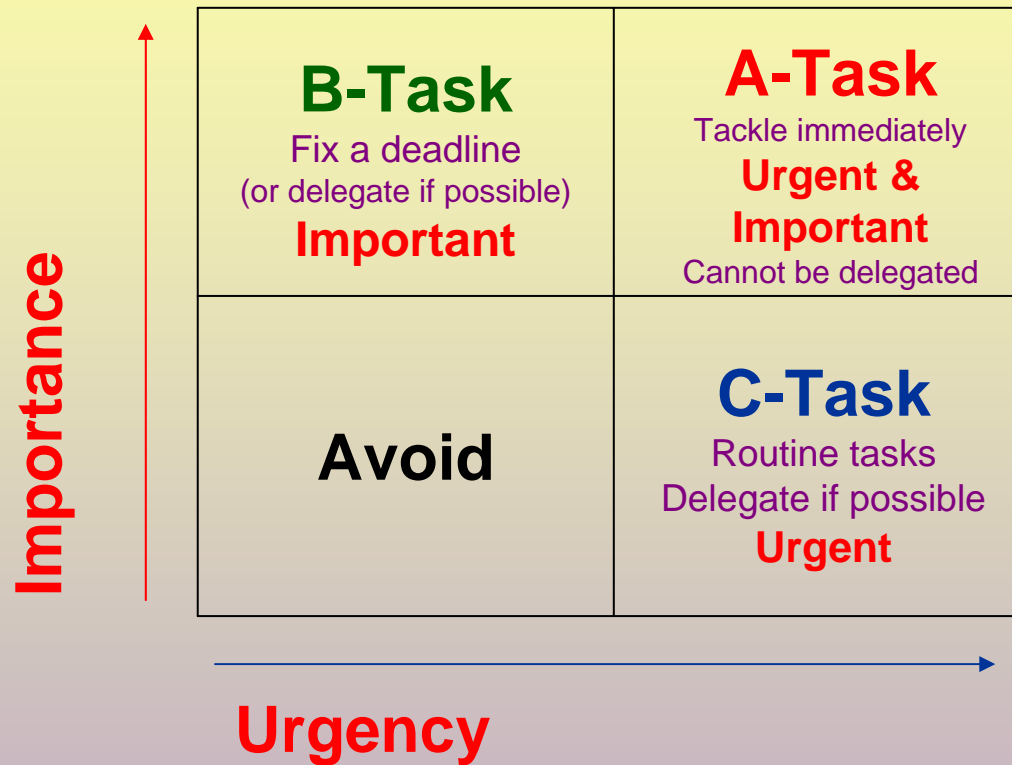 B-Task
Fix a deadline
(or delegate if possible)
Important
A-Task
Tackle immediately
Urgent &
Important
Cannot be delegated
Importance
Avoid
C-Task
Routine tasks
Delegate if possible
Urgent
Urgency